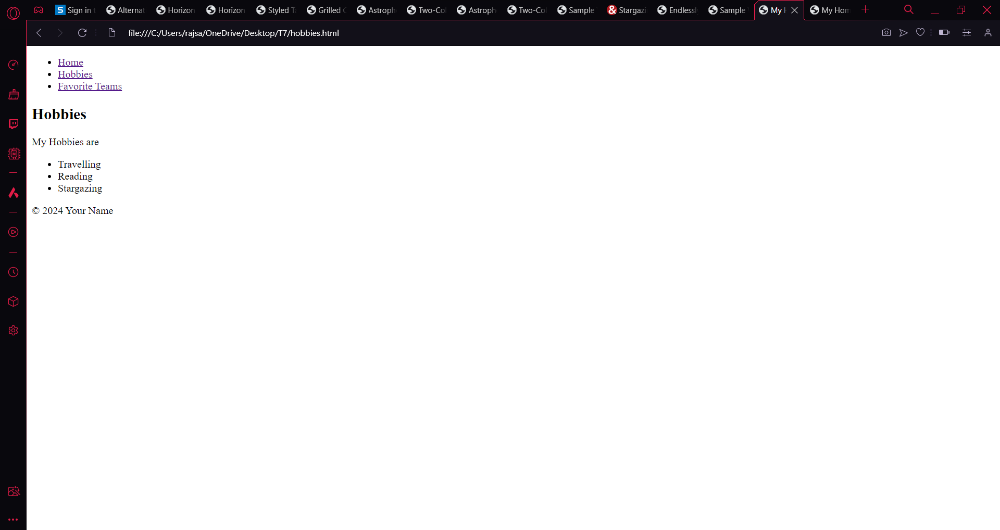 Sign in
Alternat
Horizon
Horizon
Styled Ta
Grilled C
Astroph
Two-Col
Astroph
Two-Col
Sample
Stargazi
Endlessl
Sample
My H
My Hom
file:///C:/Users/rajsa/OneDrive/Desktop/T7/hobbies.html
Home
Hobbies
Favorite Teams
Hobbies
My Hobbies are
Travelling
Reading
Stargazing
© 2024 Your Name